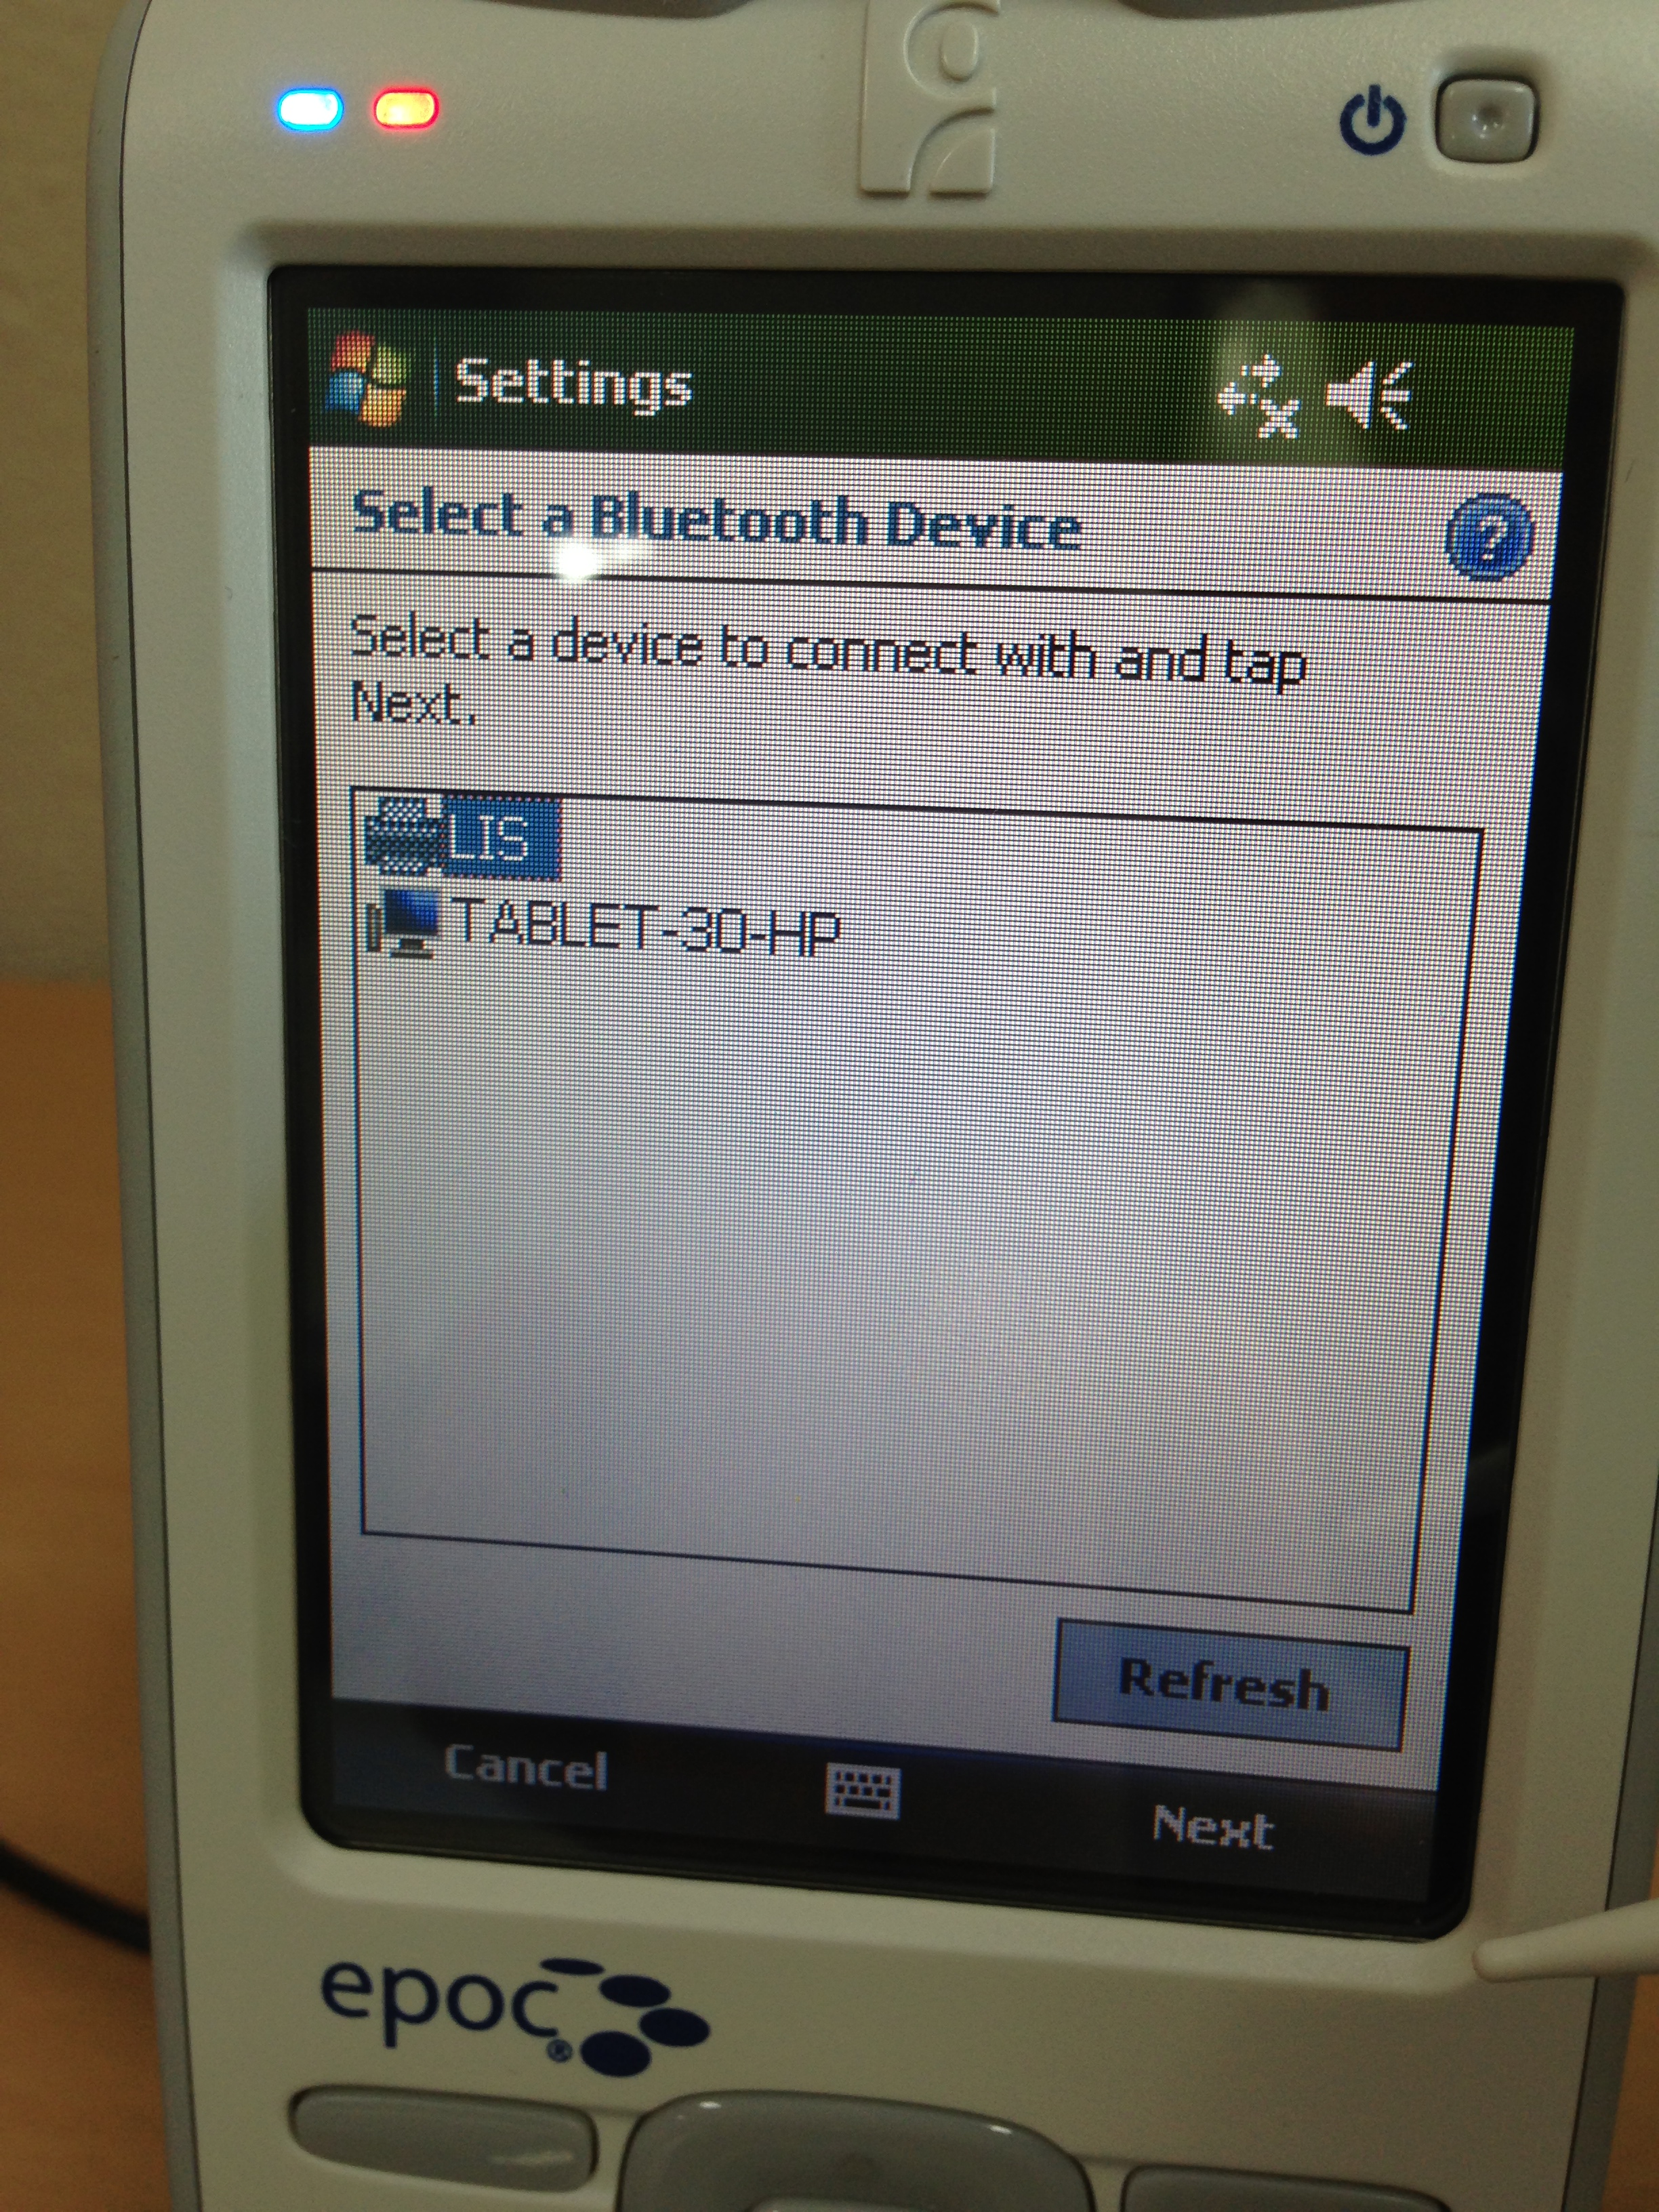 Settings
Select a Bluetooth Device
?
Select a device to connect with and tap
Next.
LIS
TABLET-30-HP
Refresh
Cancel
Next
epoc®